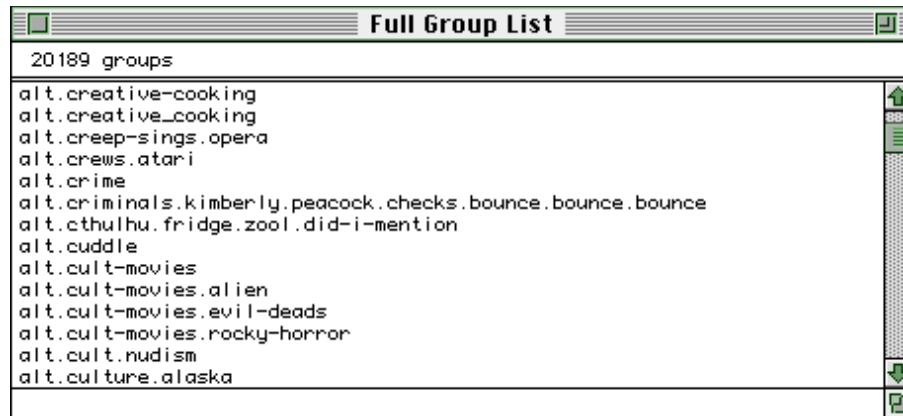 Full Group List
20189 groups
alt.creative-cooking
alt.creative_cooking
alt.creep-sings.opera
alt.crews.atari
alt.crime
alt.criminals.kimberly.peacock.checks.bounce.bounce.bounce
alt.cthulhu.fridge.zool.did-i-mention
alt.cuddle
alt.cult-movies
alt.cult-movies.alien
alt.cult-movies.evil-deads
alt.cult-movies.rocky-horror
alt.cult.nudism
alt.culture.alaska